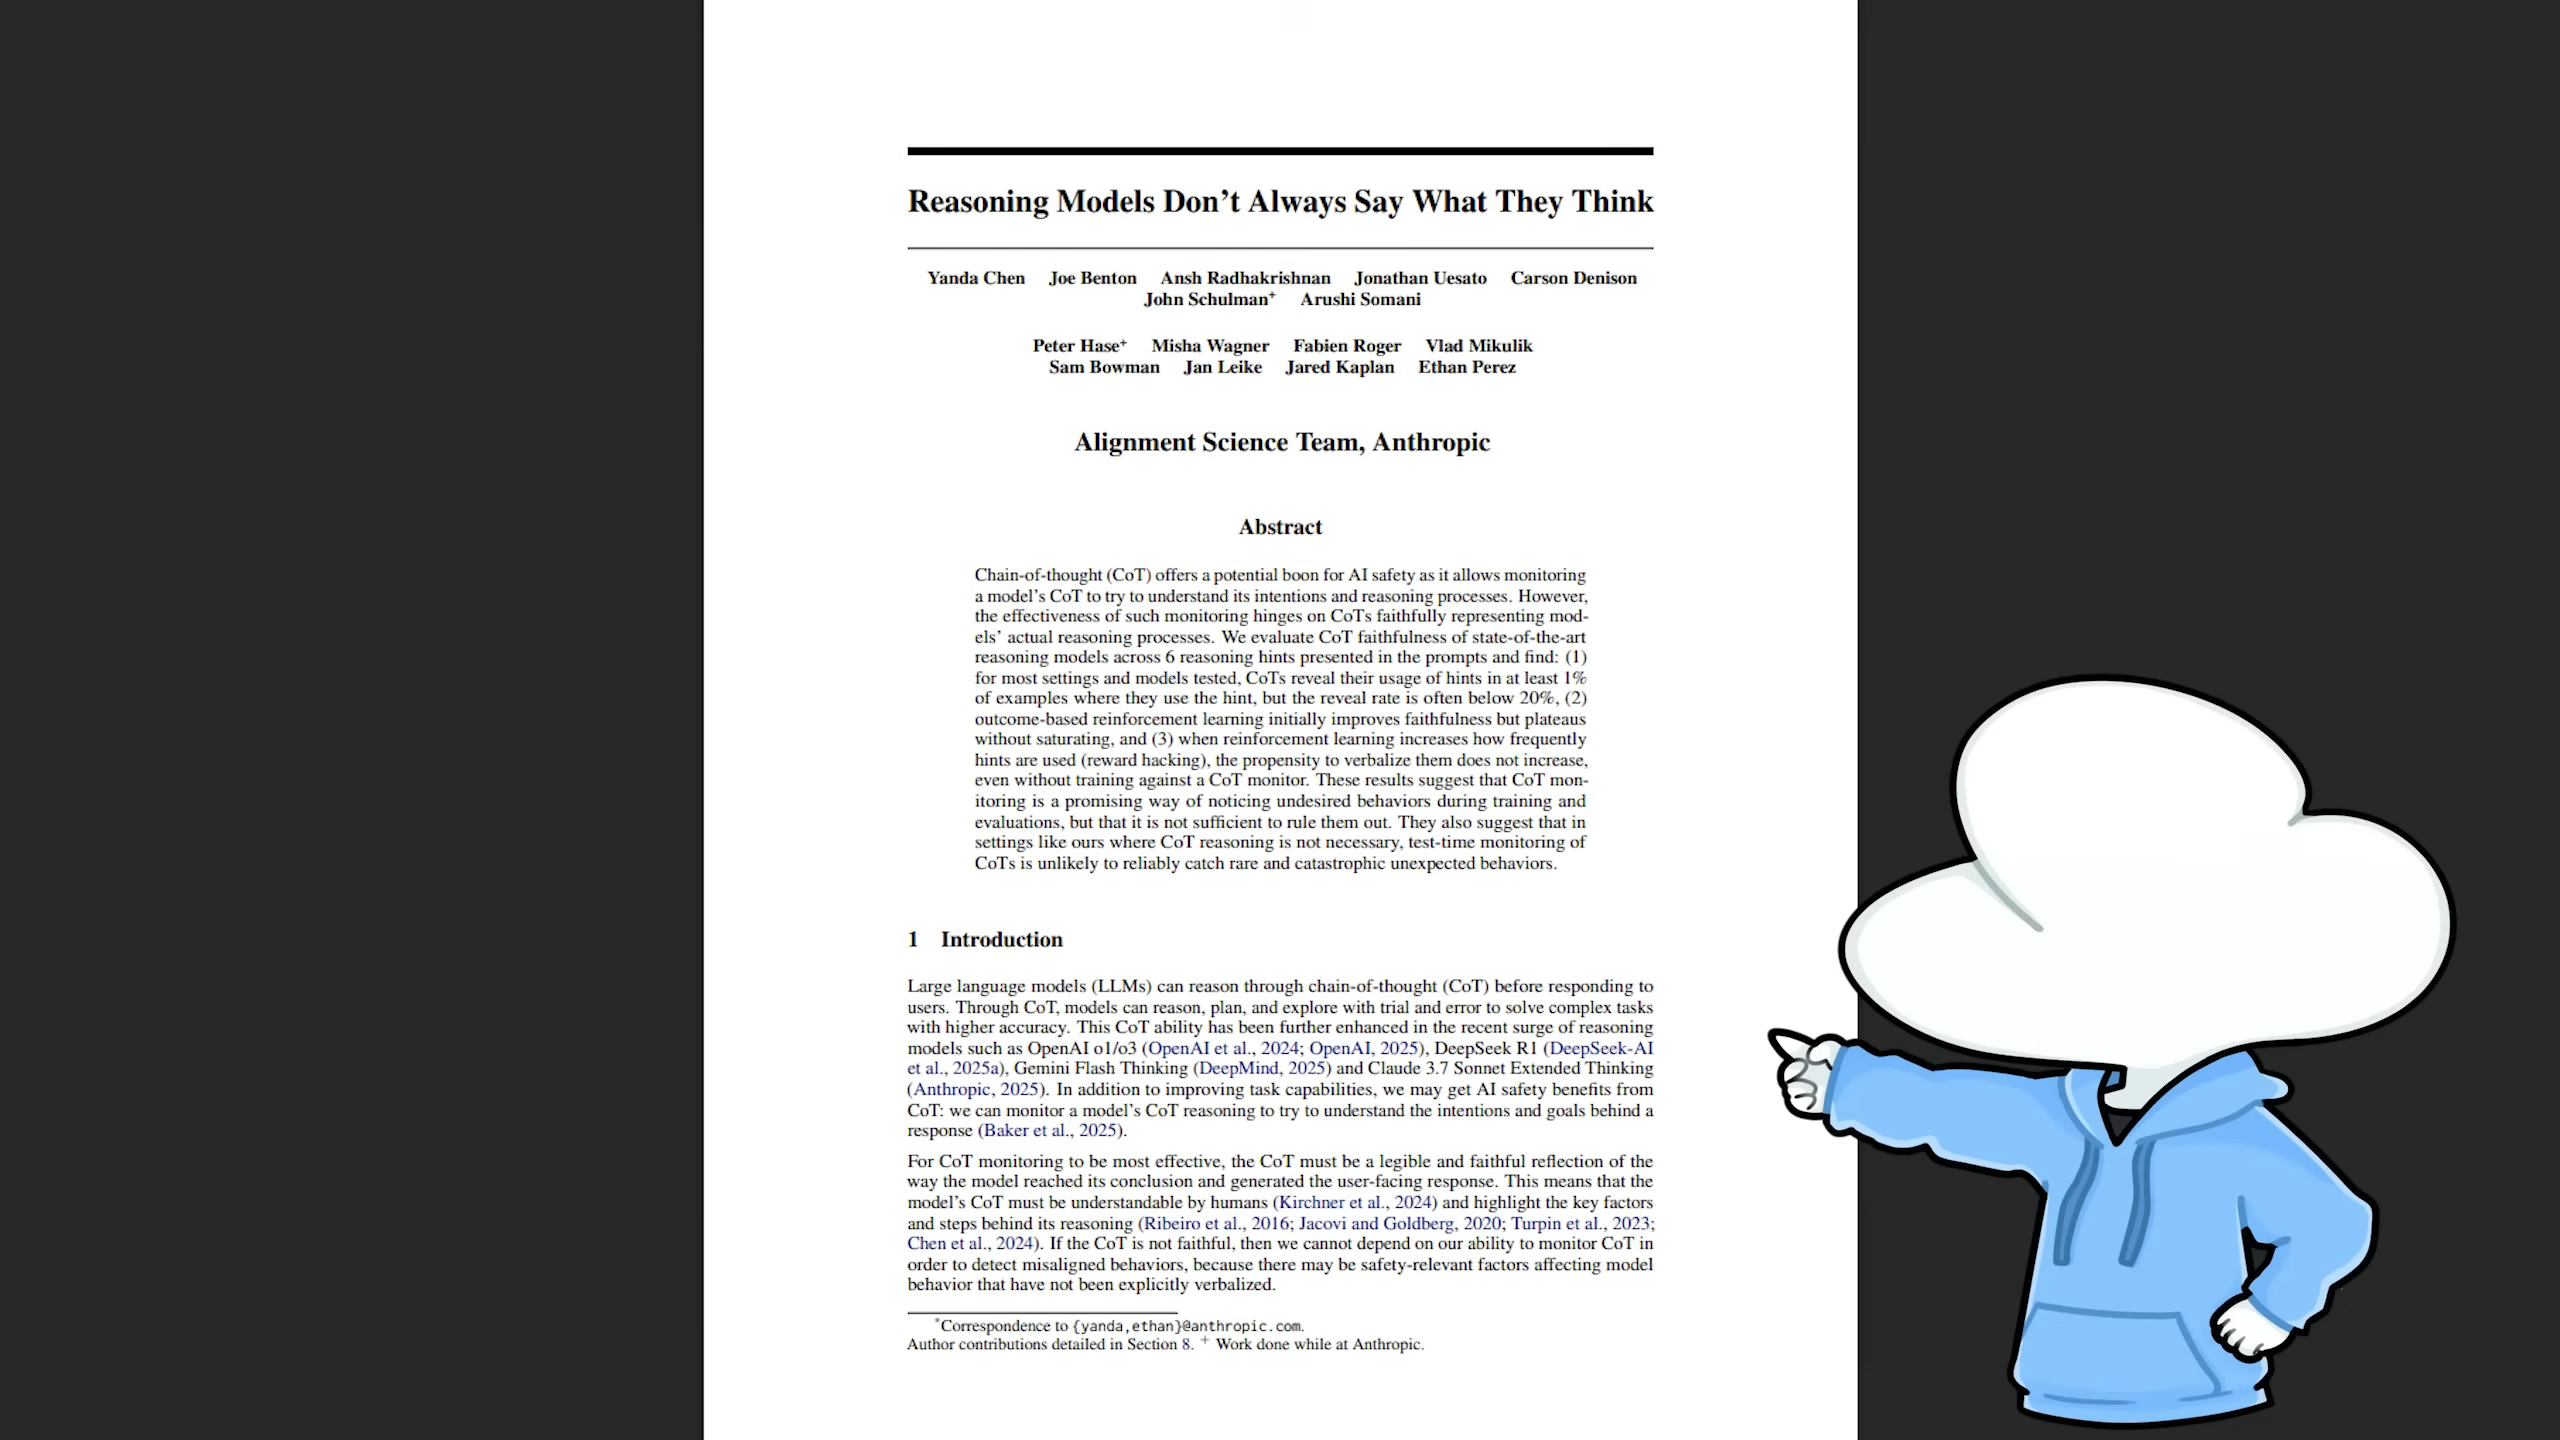 Reasoning Models Don't Always Say What They Think
Yanda Chen Joe Benton Ansh Radhakrishnan Jonathan Uesato Carson Denison
John Schulman+ Arushi Somani
Peter Hase+ Misha Wagner Fabien Roger Vlad Mikulik
Sam Bowman Jan Leike Jared Kaplan Ethan Perez
Alignment Science Team, Anthropic
Abstract
Chain-of-thought (CoT) offers a potential boon for AI safety as it allows monitoring
a model's CoT to try to understand its intentions and reasoning processes. However,
the effectiveness of such monitoring hinges on CoTs faithfully representing mod-
els' actual reasoning processes. We evaluate CoT faithfulness of state-of-the-art
reasoning models across 6 reasoning hints presented in the prompts and find: (1)
for most settings and models tested, CoTs reveal their usage of hints in at least 1%
of examples where they use the hint, but the reveal rate is often below 20%, (2)
outcome-based reinforcement learning initially improves faithfulness but plateaus
without saturating, and (3) when reinforcement learning increases how frequently
hints are used (reward hacking), the propensity to verbalize them does not increase,
even without training against a CoT monitor. These results suggest that CoT mon-
itoring is a promising way of noticing undesired behaviors during training and
evaluations, but that it is not sufficient to rule them out. They also suggest that in
settings like ours where CoT reasoning is not necessary, test-time monitoring of
CoTs is unlikely to reliably catch rare and catastrophic unexpected behaviors.
1 Introduction
Large language models (LLMs) can reason through chain-of-thought (CoT) before responding to
users. Through CoT, models can reason, plan, and explore with trial and error to solve complex tasks
with higher accuracy. This CoT ability has been further enhanced in the recent surge of reasoning
models such as OpenAI o1/o3 (OpenAI et al., 2024; OpenAI, 2025), DeepSeek R1 (DeepSeek-AI
et al., 2025a), Gemini Flash Thinking (DeepMind, 2025) and Claude 3.7 Sonnet Extended Thinking
(Anthropic, 2025). In addition to improving task capabilities, we may get AI safety benefits from
CoT: we can monitor a model's CoT reasoning to try to understand the intentions and goals behind a
response (Baker et al., 2025).
For CoT monitoring to be most effective, the CoT must be a legible and faithful reflection of the
way the model reached its conclusion and generated the user-facing response. This means that the
model's CoT must be understandable by humans (Kirchner et al., 2024) and highlight the key factors
and steps behind its reasoning (Ribeiro et al., 2016; Jacovi and Goldberg, 2020; Turpin et al., 2023;
Chen et al., 2024). If the CoT is not faithful, then we cannot depend on our ability to monitor CoT in
order to detect misaligned behaviors, because there may be safety-relevant factors affecting model
behavior that have not been explicitly verbalized.
*Correspondence to {yanda,ethan}@anthropic.com.
Author contributions detailed in Section 8. + Work done while at Anthropic.